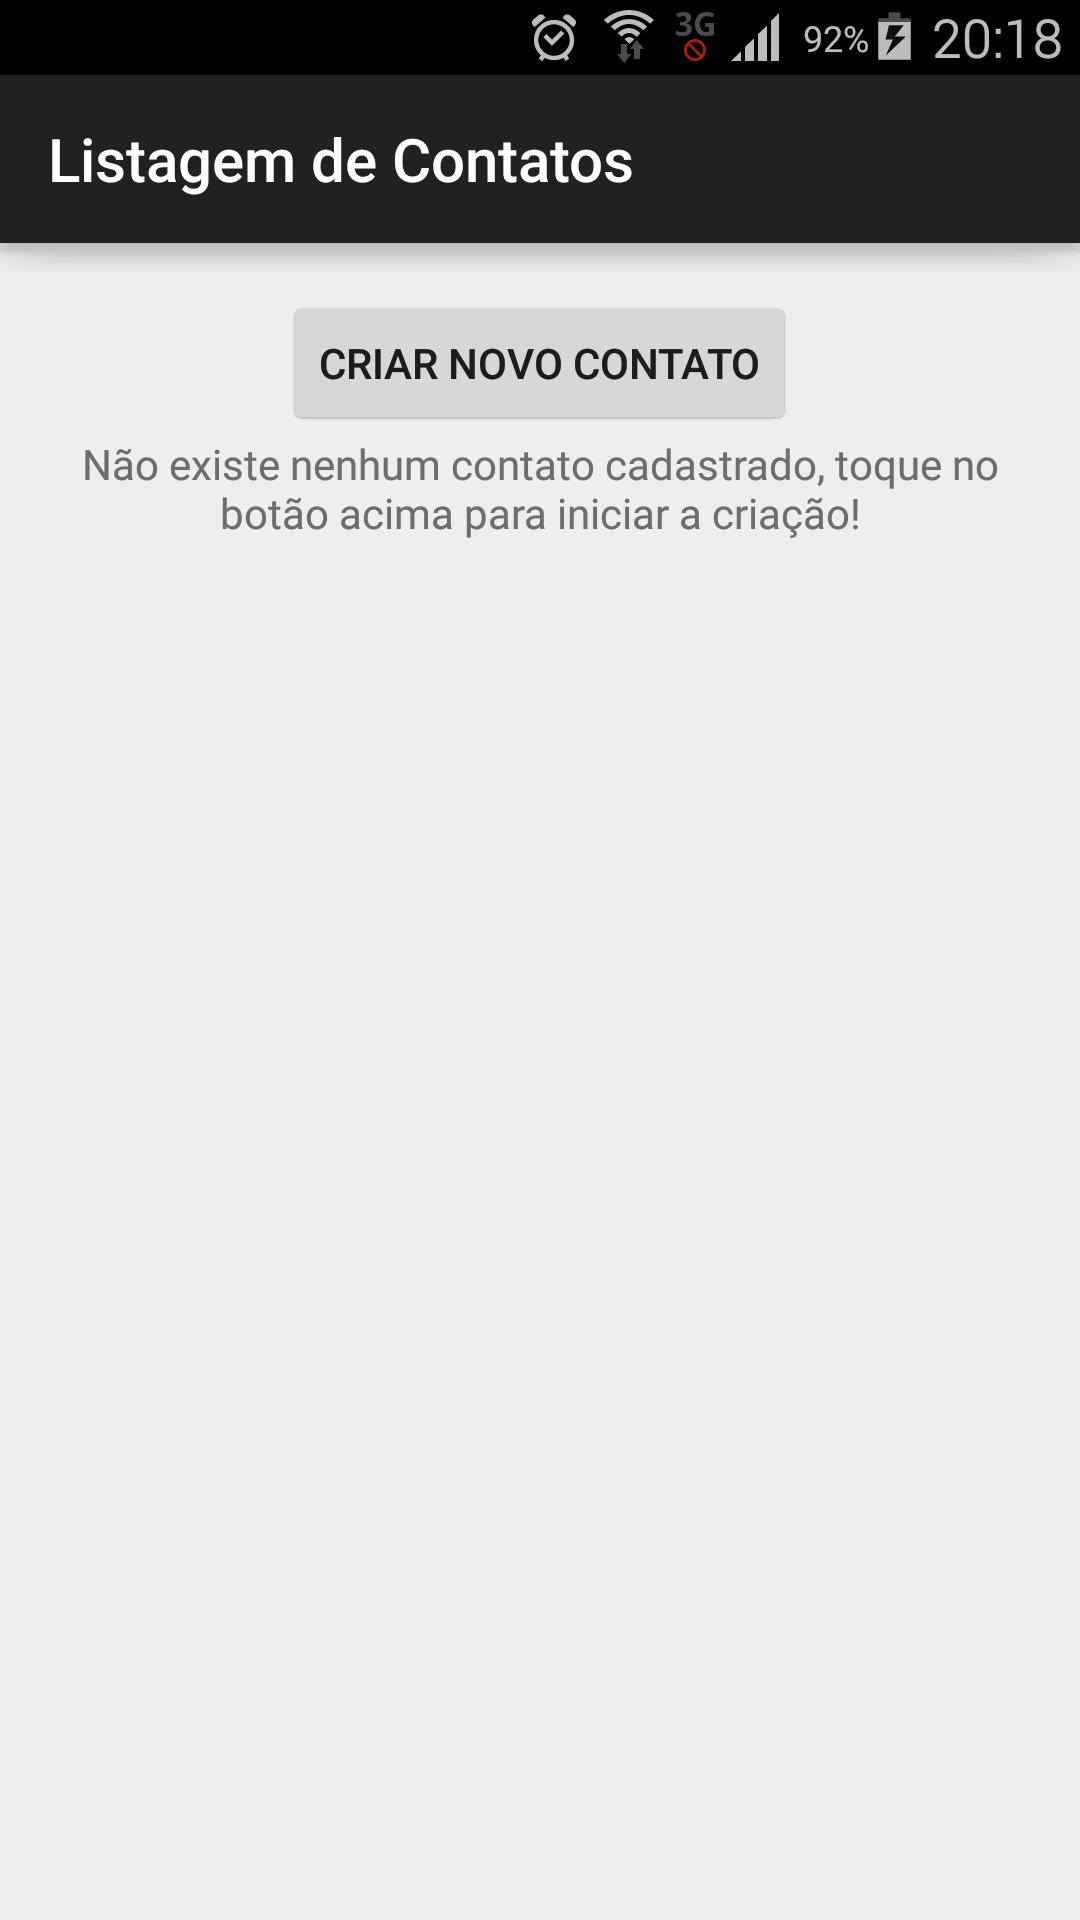 3G 92% 20:18
Listagem de Contatos
CRIAR NOVO CONTATO
Não existe nenhum contato cadastrado, toque no
botão acima para iniciar a criação!